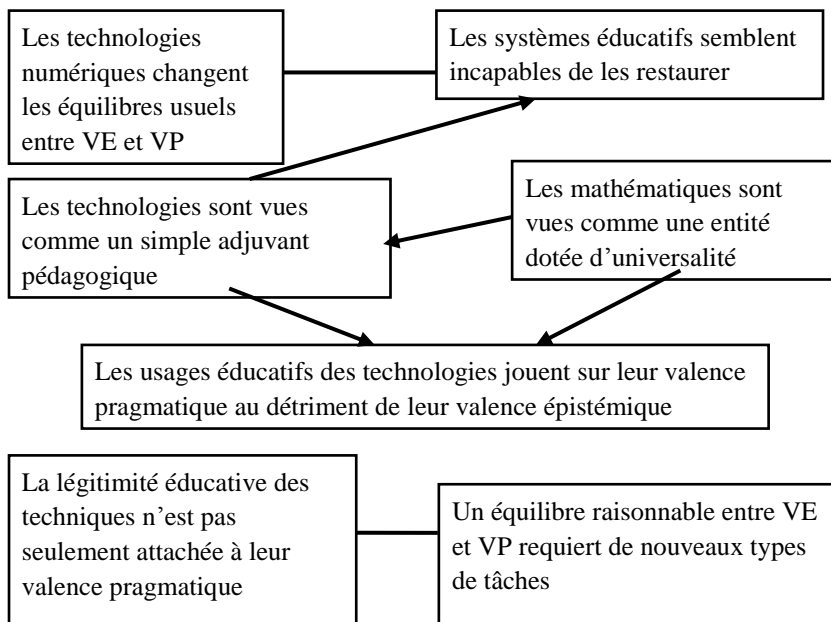 Les technologies
numériques changent
les équilibres usuels
entre VE et VP
Les systèmes éducatifs semblent
incapables de les restaurer
Les technologies sont vues
comme un simple adjuvant
pédagogique
Les mathématiques sont
vues comme une entité
dotée d’universalité
Les usages éducatifs des technologies jouent sur leur valence
pragmatique au détriment de leur valence épistémique
La légitimité éducative des
techniques n’est pas
seulement attachée à leur
valence pragmatique
Un équilibre raisonnable entre VE
et VP requiert de nouveaux types
de tâches